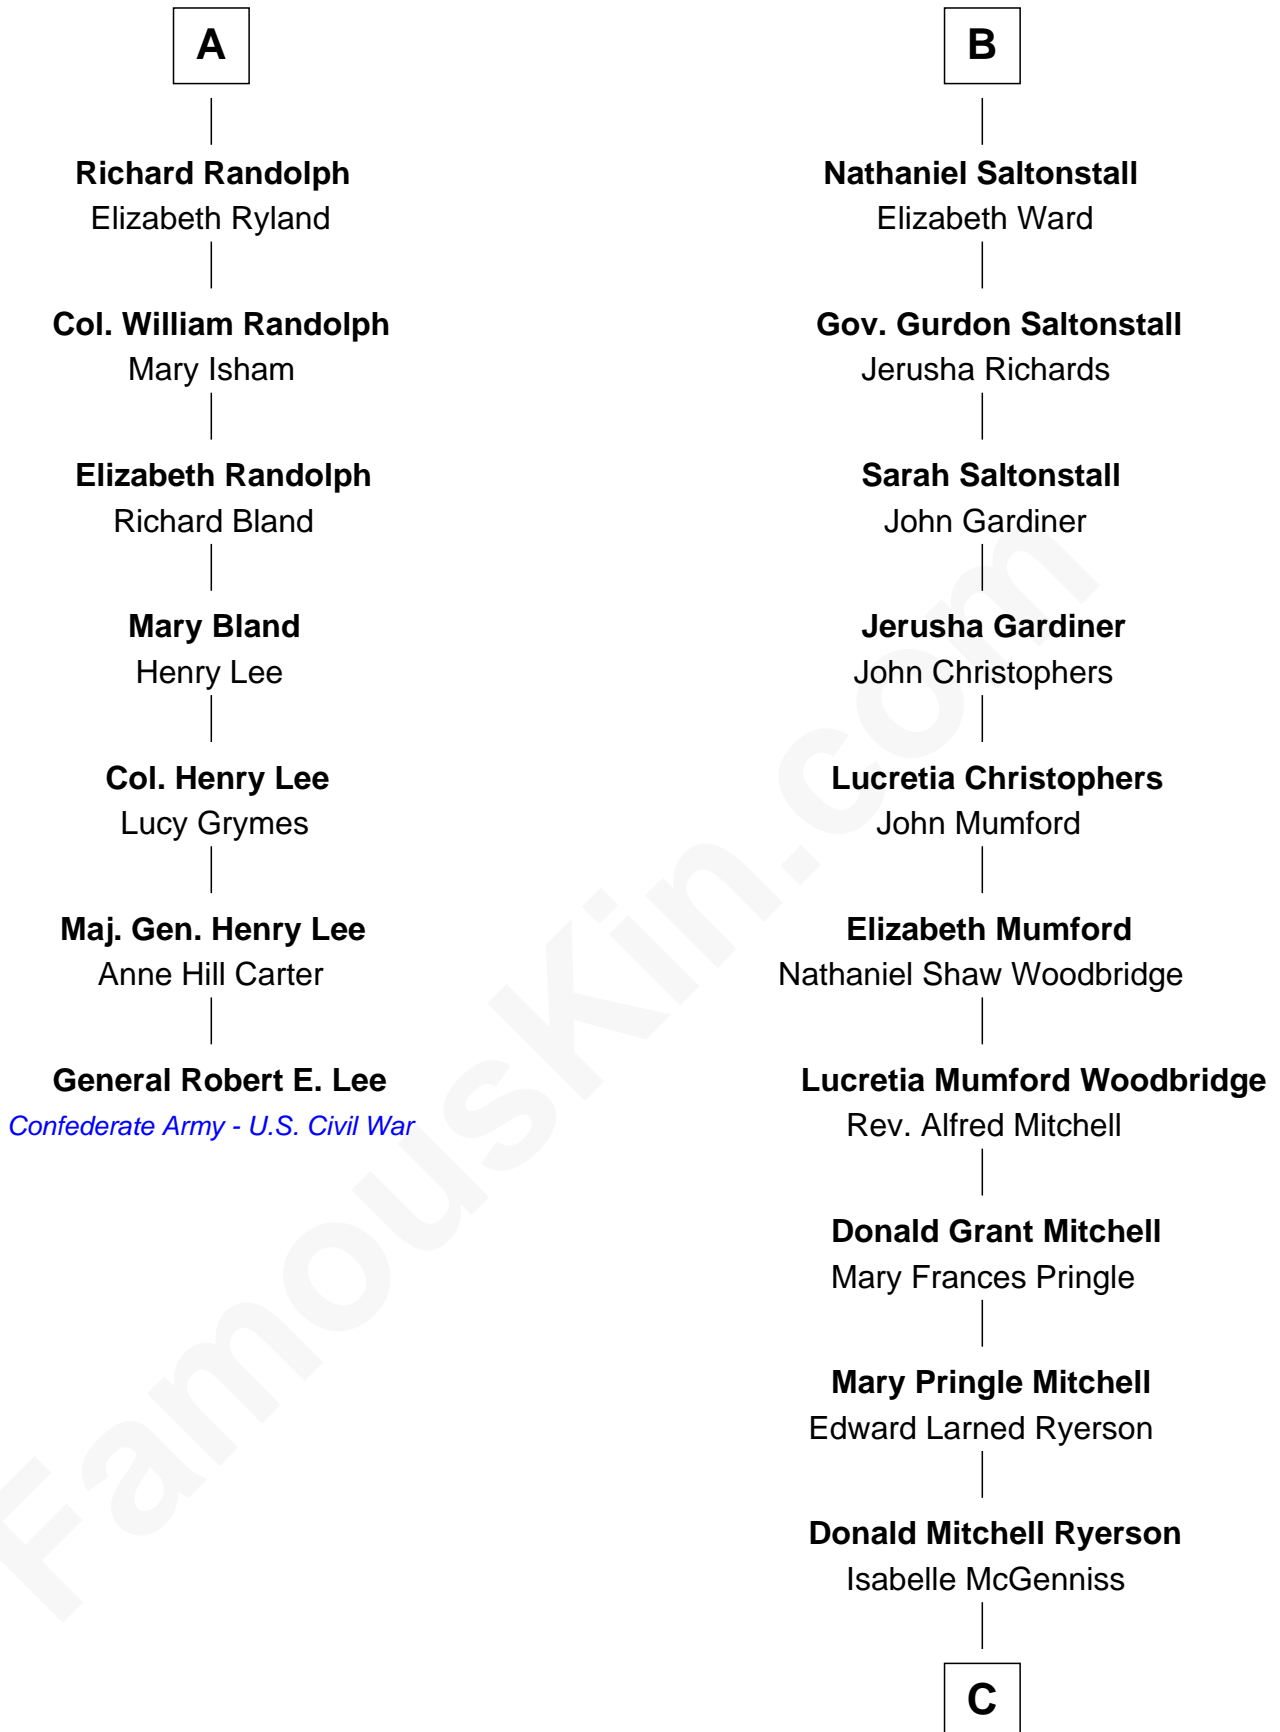 A
Richard Randolph
Elizabeth Ryland
Col. William Randolph
Mary Isham
Elizabeth Randolph
Richard Bland
Mary Bland
Henry Lee
Col. Henry Lee
Lucy Grymes
Maj. Gen. Henry Lee
Anne Hill Carter
General Robert E. Lee
Confederate Army - U.S. Civil War
B
Nathaniel Saltonstall
Elizabeth Ward
Gov. Gurdon Saltonstall
Jerusha Richards
Sarah Saltonstall
John Gardiner
Jerusha Gardiner
John Christophers
Lucretia Christophers
John Mumford
Elizabeth Mumford
Nathaniel Shaw Woodbridge
Lucretia Mumford Woodbridge
Rev. Alfred Mitchell
Donald Grant Mitchell
Mary Frances Pringle
Mary Pringle Mitchell
Edward Larned Ryerson
Donald Mitchell Ryerson
Isabelle McGenniss
C
FamousKin.com